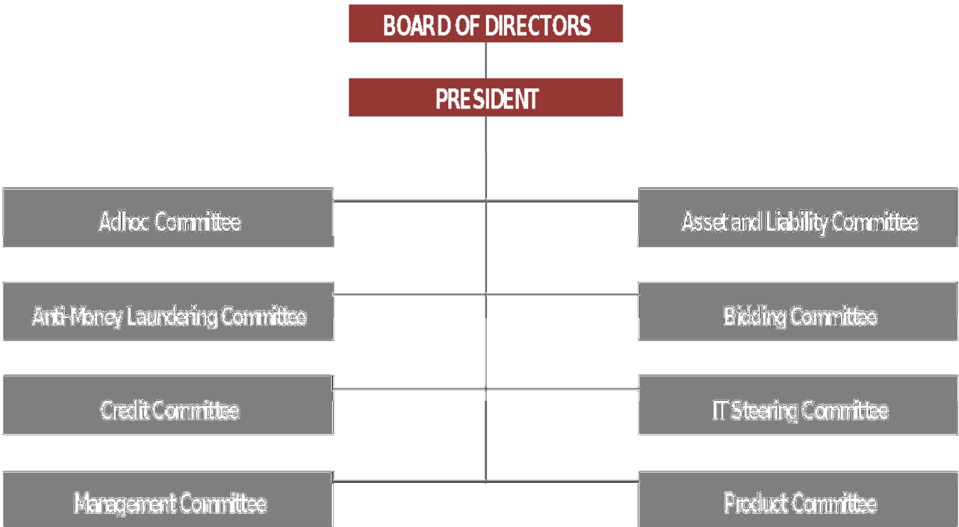 BOARD OF DIRECTORS
PRESIDENT
Adhoc Committee
Asset and Liability Committee
Anti-Money Laundering Committee
Bidding Committee
Credit Committee
IT Steering Committee
Management Committee
Product Committee